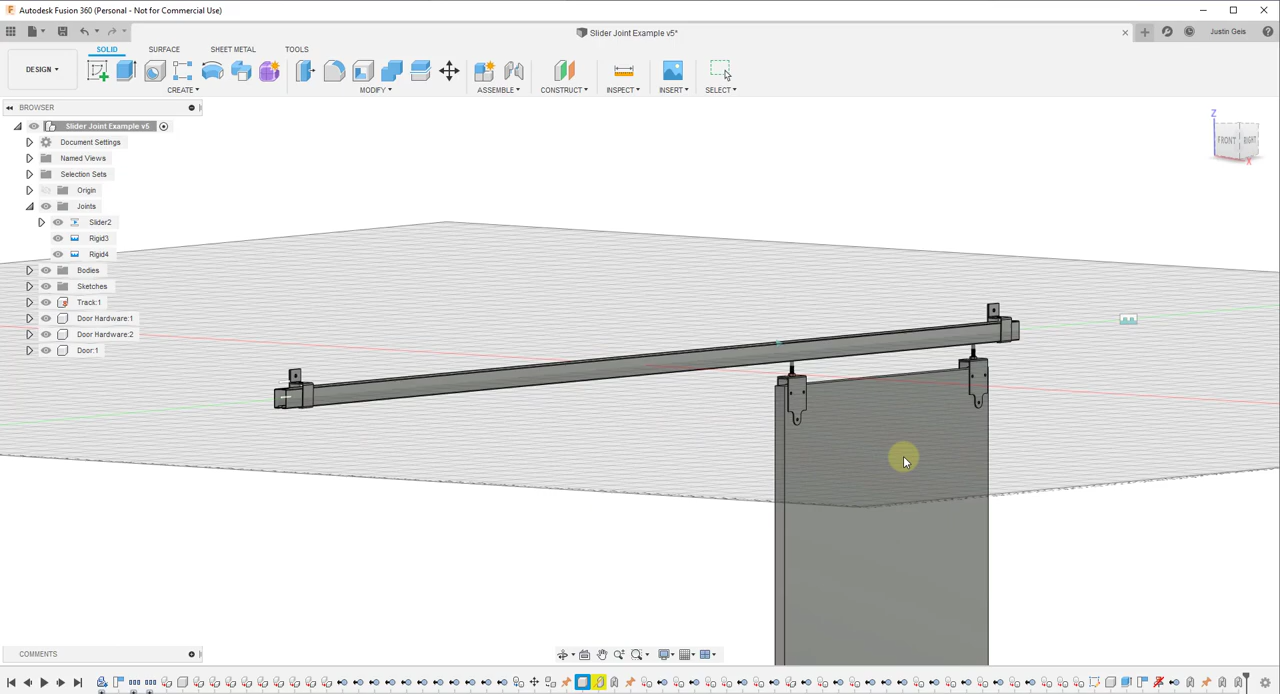 Autodesk Fusion 360 (Personal - Not for Commercial Use)
Slider Joint Example v5*
Justin Geis
SOLID SURFACE SHEET METAL TOOLS
DESIGN
CREATE MODIFY ASSEMBLE CONSTRUCT INSPECT INSERT SELECT
BROWSER
Slider Joint Example v5
Document Settings
Named Views
Selection Sets
Origin
Joints
Slider2
Rigid3
Rigid4
Bodies
Sketches
Track:1
Door Hardware:1
Door Hardware:2
Door:1
Z
FRONT RIGHT
X
COMMENTS